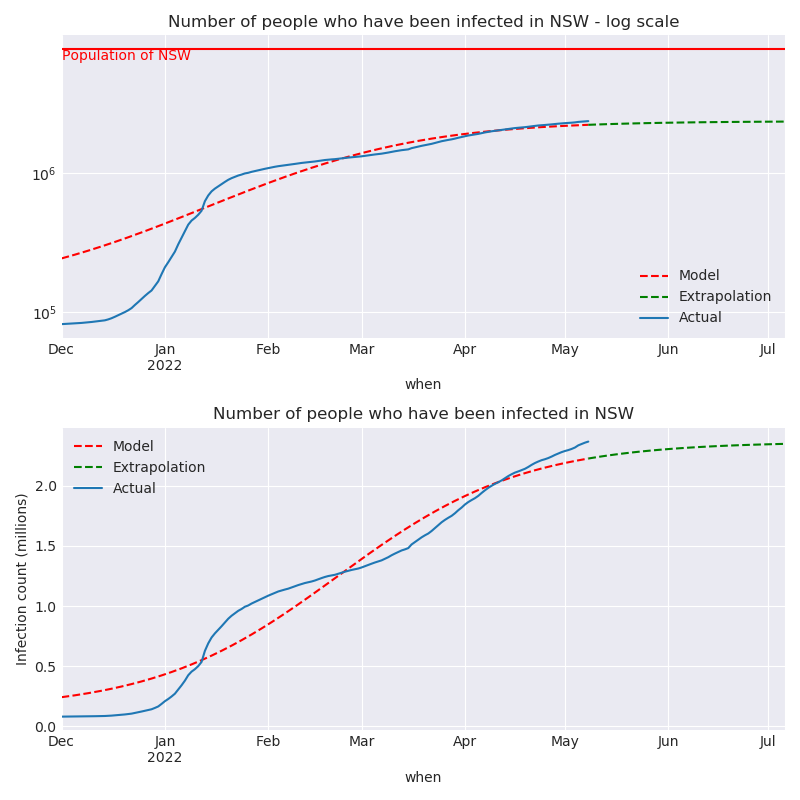 Number of people who have been infected in NSW - log scale
Population of NSW
10^6
10^5
Model
Extrapolation
Actual
Dec Jan Feb Mar Apr May Jun Jul
2022
when
Number of people who have been infected in NSW
Model
Extrapolation
Actual
Infection count (millions)
2.0
1.5
1.0
0.5
0.0
Dec Jan Feb Mar Apr May Jun Jul
2022
when